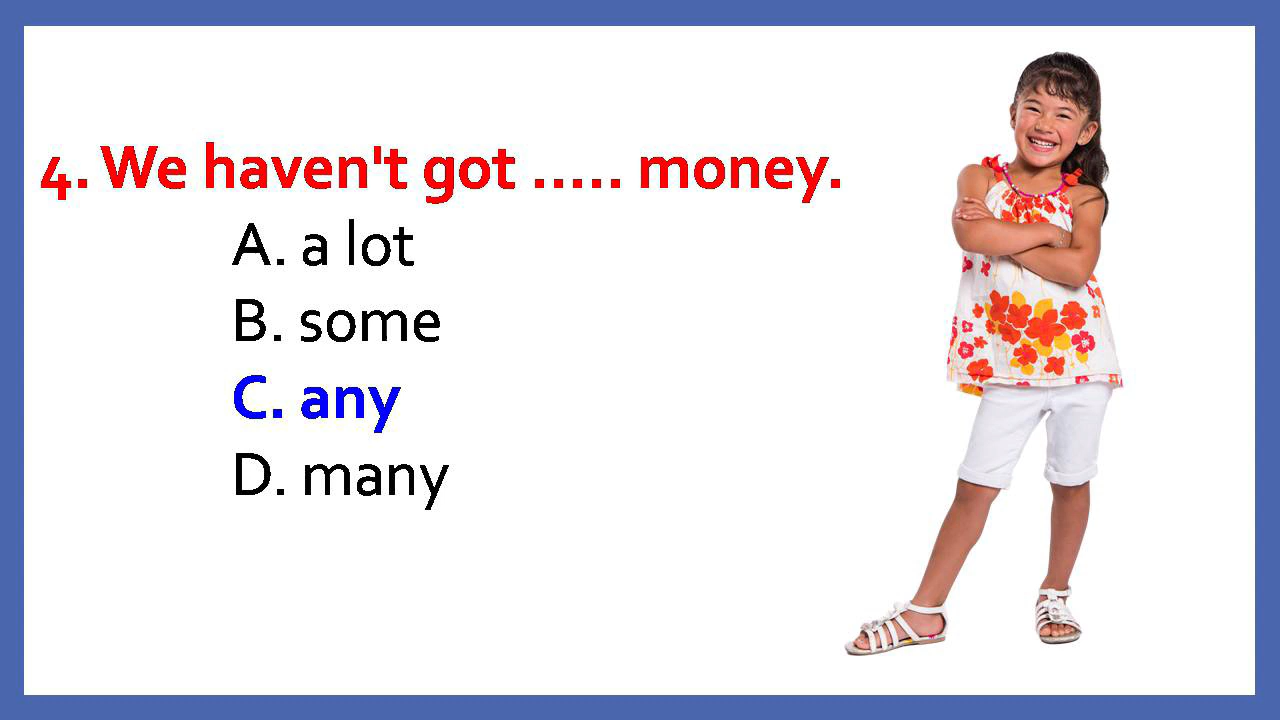 4. We haven't got ..... money.
A. a lot
B. some
C. any
D. many